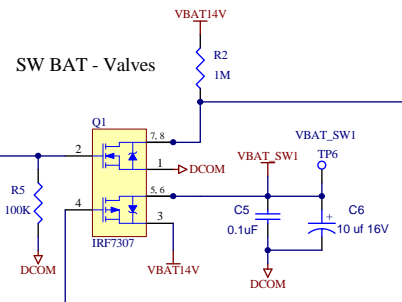 VBAT14V
SW BAT - Valves
R2
1M
Q1
7, 8
2
1
DCOM
VBAT_SW1
TP6
VBAT_SW1
5, 6
R5
100K
4
3
C5
0.1uF
+
C6
10 uf 16V
IRF7307
DCOM
VBAT14V
DCOM